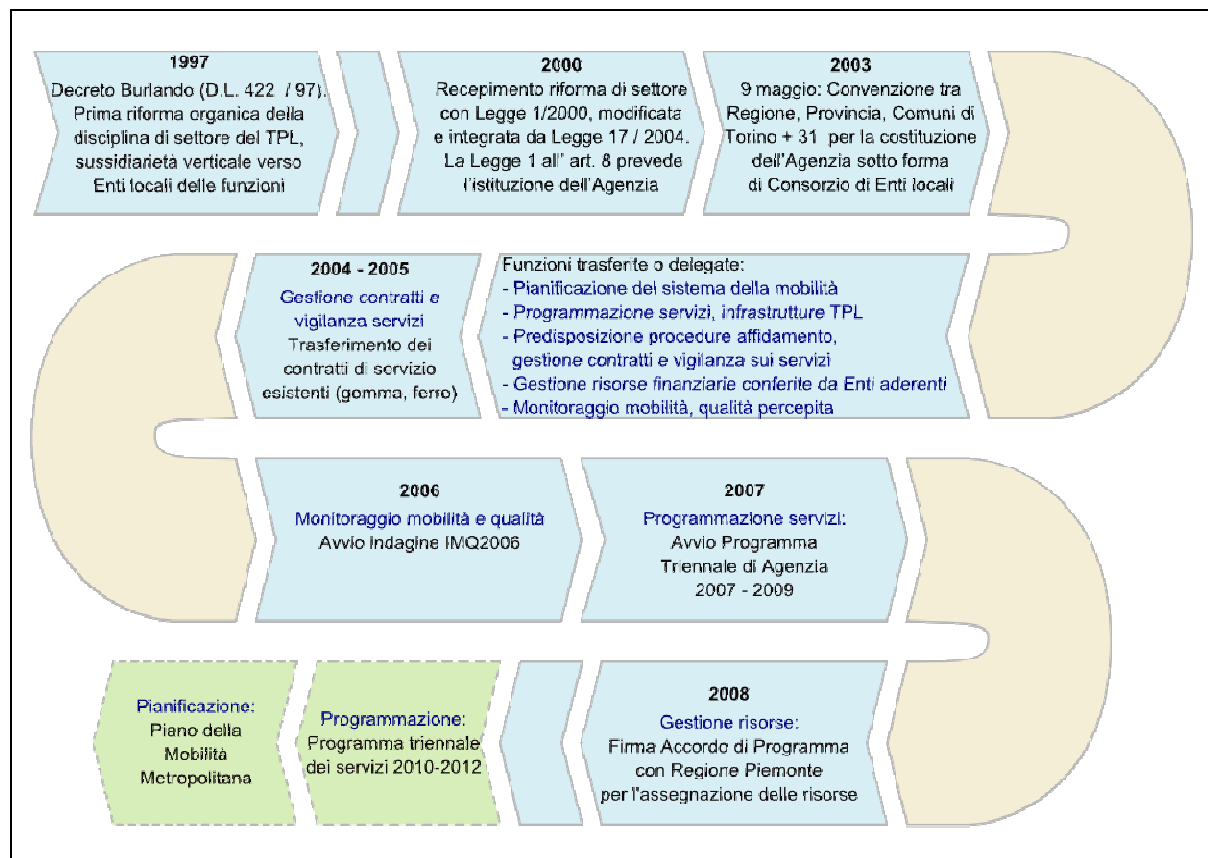 1997
Decreto Burlando (D.L. 422 / 97).
Prima riforma organica della
disciplina di settore del TPL,
sussidiarietà verticale verso
Enti locali delle funzioni
2000
Recepimento riforma di settore
con Legge 1/2000, modificata
e integrata da Legge 17 / 2004.
La Legge 1 all' art. 8 prevede
l'istituzione dell'Agenzia
2003
9 maggio: Convenzione tra
Regione, Provincia, Comuni di
Torino + 31 per la costituzione
dell'Agenzia sotto forma
di Consorzio di Enti locali
Funzioni trasferite o delegate:
- Pianificazione del sistema della mobilità
- Programmazione servizi, infrastrutture TPL
- Predisposizione procedure affidamento,
gestione contratti e vigilanza sui servizi
- Gestione risorse finanziarie conferite da Enti aderenti
- Monitoraggio mobilità, qualità percepita
2004 - 2005
Gestione contratti e
vigilanza servizi
Trasferimento dei
contratti di servizio
esistenti (gomma, ferro)
2006
Monitoraggio mobilità e qualità
Avvio indagine IMQ2006
2007
Programmazione servizi:
Avvio Programma
Triennale di Agenzia
2007 - 2009
2008
Gestione risorse:
Firma Accordo di Programma
con Regione Piemonte
per l'assegnazione delle risorse
Programmazione:
Programma triennale
dei servizi 2010-2012
Pianificazione:
Piano della
Mobilità
Metropolitana